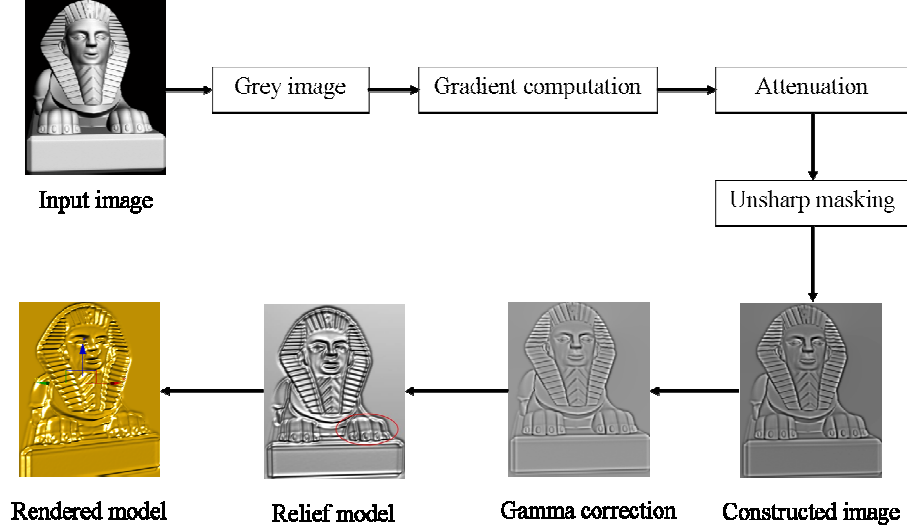 Grey image
Gradient computation
Attenuation
Input image
Unsharp masking
Rendered model
Relief model
Gamma correction
Constructed image